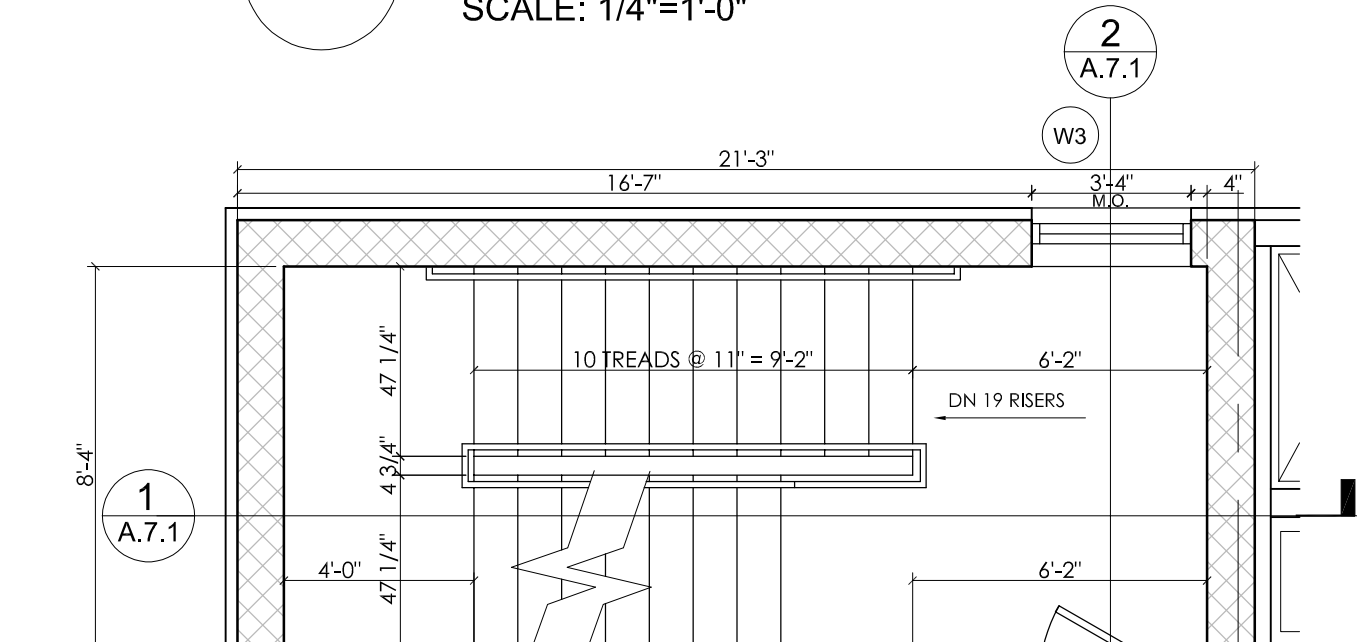 SCALE: 1/4"=1'-0"
2
A.7.1
W3
21'-3"
16'-7"
3'-4"
M.O.
4"
47 1/4"
10 TREADS @ 11" = 9'-2"
6'-2"
DN 19 RISERS
8'-4"
4 3/4"
1
A.7.1
47 1/4"
4'-0"
6'-2"